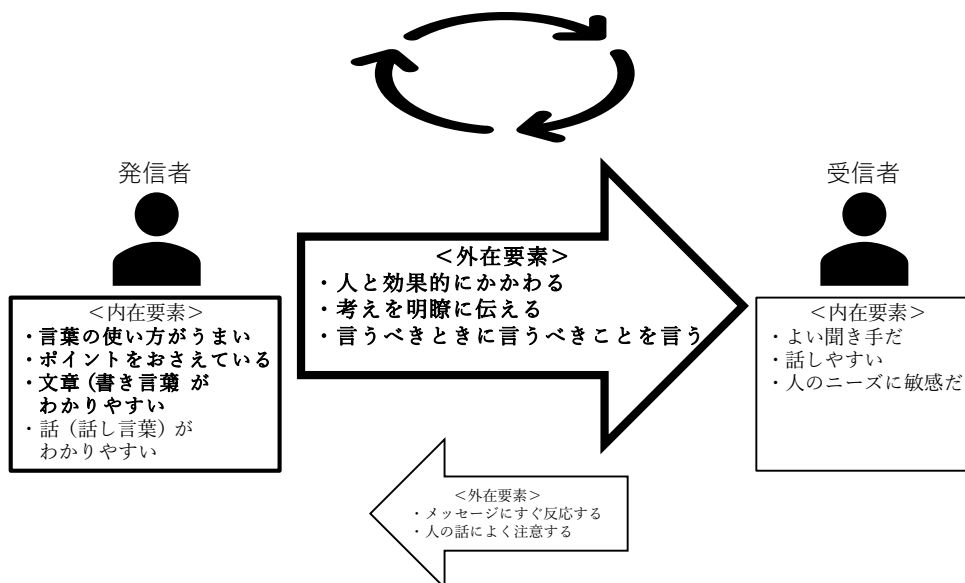 発信者
受信者
＜外在要素＞
・人と効果的にかかわる
・考えを明瞭に伝える
・言うべきときに言うべきことを言う
＜内在要素＞
・言葉の使い方がうまい
・ポイントをおさえている
・文章（書き言葉）が
わかりやすい
・話（話し言葉）が
わかりやすい
＜内在要素＞
・よい聞き手だ
・話しやすい
・人のニーズに敏感だ
＜外在要素＞
・メッセージにすぐ反応する
・人の話によく注意する